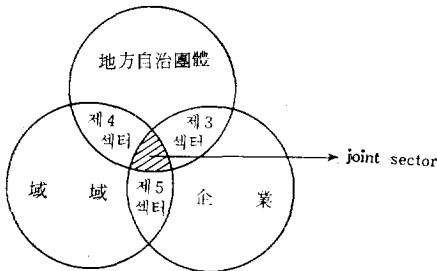 地方自治團體
제4
섹터
제3
섹터
joint sector
域 域
제5
섹터
企 業